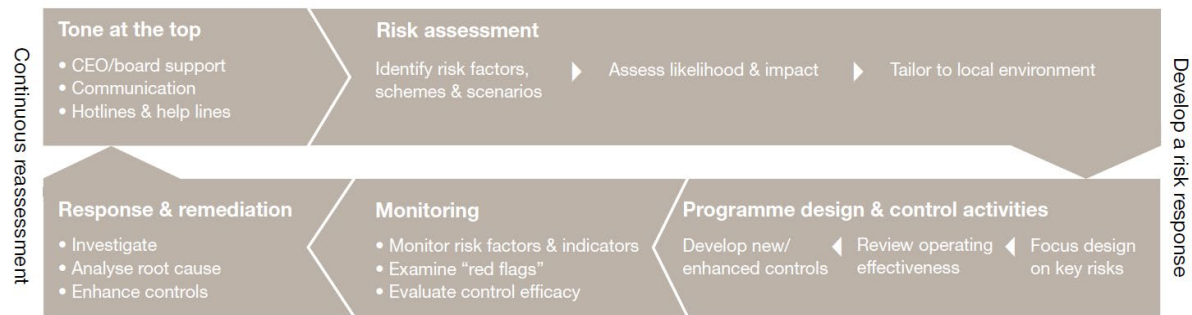 Continuous reassessment
Tone at the top
• CEO/board support
• Communication
• Hotlines & help lines
Risk assessment
Identify risk factors,
schemes & scenarios
Assess likelihood & impact
Tailor to local environment
Develop a risk response
Programme design & control activities
Focus design
on key risks
Review operating
effectiveness
Develop new/
enhanced controls
Monitoring
• Monitor risk factors & indicators
• Examine “red flags”
• Evaluate control efficacy
Response & remediation
• Investigate
• Analyse root cause
• Enhance controls